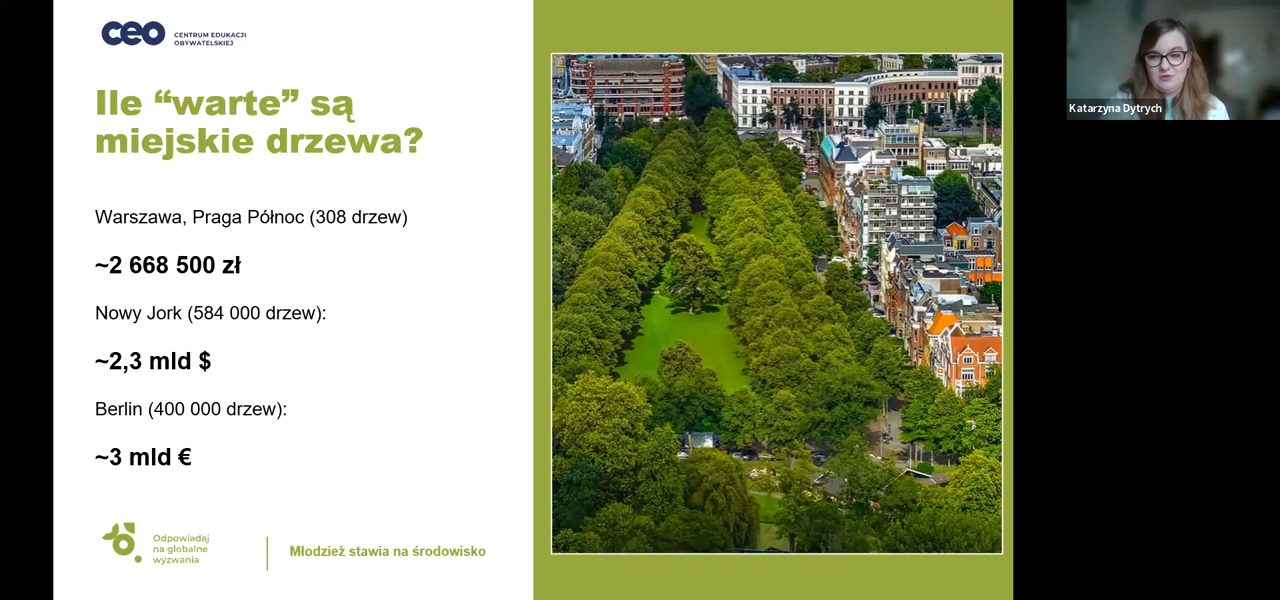 ceo CENTRUM EDUKACJI
OBYWATELSKIEJ
Ile “warte” są
miejskie drzewa?
Warszawa, Praga Północ (308 drzew)
~2 668 500 zł
Nowy Jork (584 000 drzew):
~2,3 mld $
Berlin (400 000 drzew):
~3 mld €
Odpowiadaj
na globalne
wyzwania
Młodzież stawia na środowisko
Katarzyna Dytrych